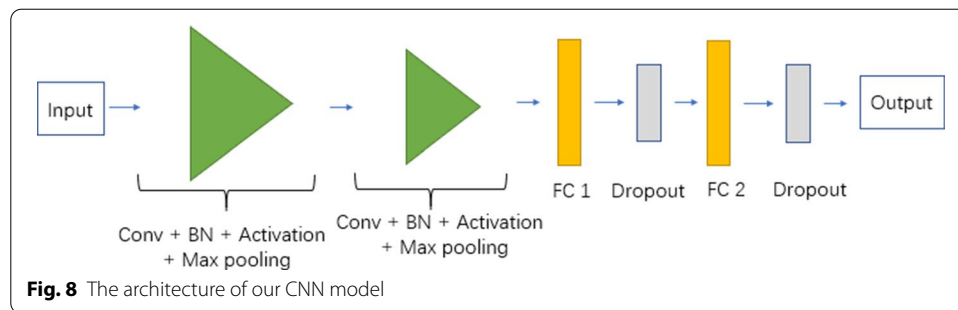 Input
Conv + BN + Activation
+ Max pooling
Conv + BN + Activation
+ Max pooling
FC 1
Dropout
FC 2
Dropout
Output
Fig. 8 The architecture of our CNN model